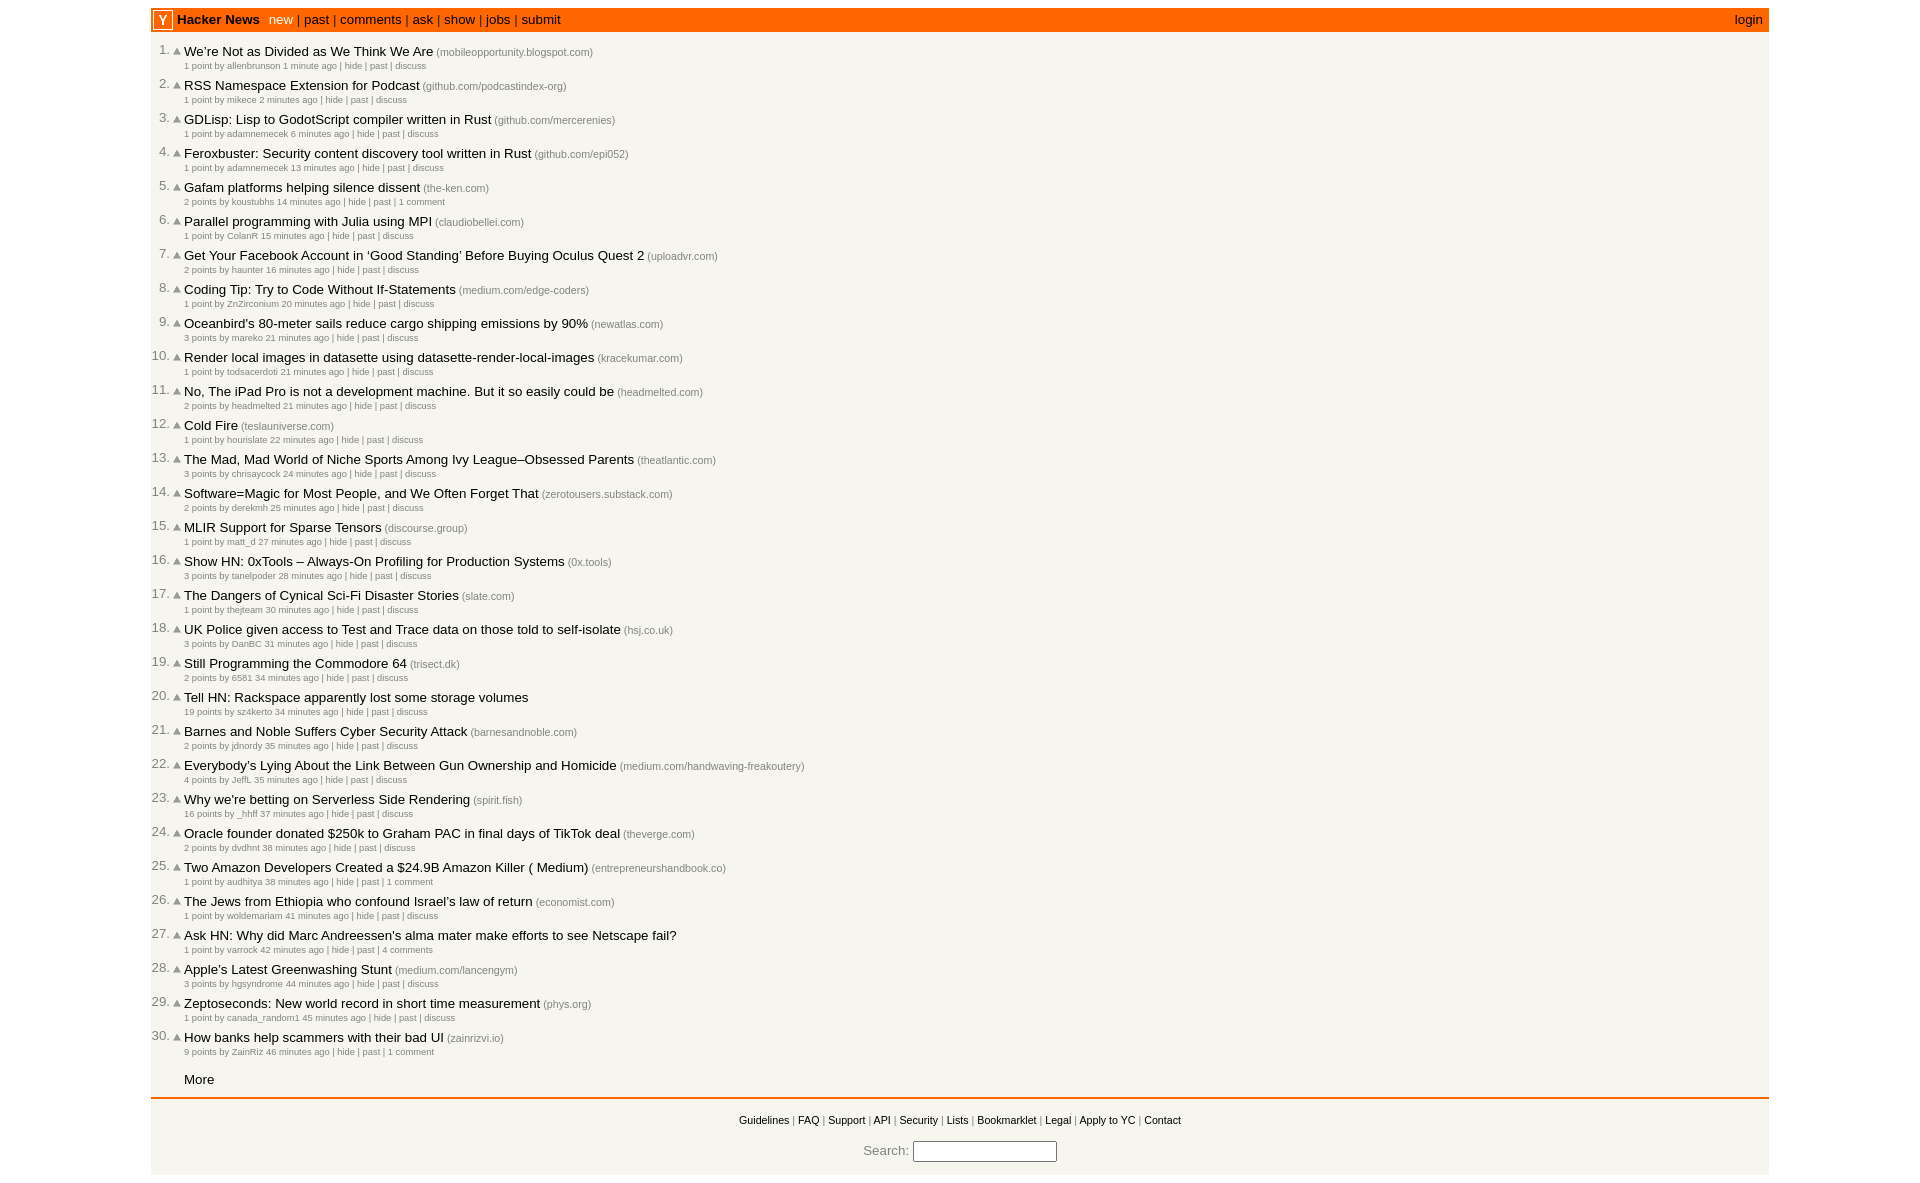 Y Hacker News new | past | comments | ask | show | jobs | submit login
1. We’re Not as Divided as We Think We Are (mobileopportunity.blogspot.com)
1 point by allenbrunson 1 minute ago | hide | past | discuss
2. RSS Namespace Extension for Podcast (github.com/podcastindex-org)
1 point by mikece 2 minutes ago | hide | past | discuss
3. GDLisp: Lisp to GodotScript compiler written in Rust (github.com/mercerenies)
1 point by adamnemecek 6 minutes ago | hide | past | discuss
4. Feroxbuster: Security content discovery tool written in Rust (github.com/epi052)
1 point by adamnemecek 13 minutes ago | hide | past | discuss
5. Gafam platforms helping silence dissent (the-ken.com)
2 points by koustubhs 14 minutes ago | hide | past | 1 comment
6. Parallel programming with Julia using MPI (claudiobellei.com)
1 point by ColanR 15 minutes ago | hide | past | discuss
7. Get Your Facebook Account in ‘Good Standing’ Before Buying Oculus Quest 2 (uploadvr.com)
2 points by haunter 16 minutes ago | hide | past | discuss
8. Coding Tip: Try to Code Without If-Statements (medium.com/edge-coders)
1 point by ZnZirconium 20 minutes ago | hide | past | discuss
9. Oceanbird's 80-meter sails reduce cargo shipping emissions by 90% (newatlas.com)
3 points by mareko 21 minutes ago | hide | past | discuss
10. Render local images in datasette using datasette-render-local-images (kracekumar.com)
1 point by todsacerdoti 21 minutes ago | hide | past | discuss
11. No, The iPad Pro is not a development machine. But it so easily could be (headmelted.com)
2 points by headmelted 21 minutes ago | hide | past | discuss
12. Cold Fire (teslauniverse.com)
1 point by hourislate 22 minutes ago | hide | past | discuss
13. The Mad, Mad World of Niche Sports Among Ivy League–Obsessed Parents (theatlantic.com)
3 points by chrisaycock 24 minutes ago | hide | past | discuss
14. Software=Magic for Most People, and We Often Forget That (zerotousers.substack.com)
2 points by derekmh 25 minutes ago | hide | past | discuss
15. MLIR Support for Sparse Tensors (discourse.group)
1 point by matt_d 27 minutes ago | hide | past | discuss
16. Show HN: 0xTools – Always-On Profiling for Production Systems (0x.tools)
3 points by tanelpoder 28 minutes ago | hide | past | discuss
17. The Dangers of Cynical Sci-Fi Disaster Stories (slate.com)
1 point by thejteam 30 minutes ago | hide | past | discuss
18. UK Police given access to Test and Trace data on those told to self-isolate (hsj.co.uk)
3 points by DanBC 31 minutes ago | hide | past | discuss
19. Still Programming the Commodore 64 (trisect.dk)
2 points by 6581 34 minutes ago | hide | past | discuss
20. Tell HN: Rackspace apparently lost some storage volumes
19 points by sz4kerto 34 minutes ago | hide | past | discuss
21. Barnes and Noble Suffers Cyber Security Attack (barnesandnoble.com)
2 points by jdnordy 35 minutes ago | hide | past | discuss
22. Everybody’s Lying About the Link Between Gun Ownership and Homicide (medium.com/handwaving-freakoutery)
4 points by JeffL 35 minutes ago | hide | past | discuss
23. Why we're betting on Serverless Side Rendering (spirit.fish)
16 points by _hhff 37 minutes ago | hide | past | discuss
24. Oracle founder donated $250k to Graham PAC in final days of TikTok deal (theverge.com)
2 points by dvdhnt 38 minutes ago | hide | past | discuss
25. Two Amazon Developers Created a $24.9B Amazon Killer ( Medium) (entrepreneurshandbook.co)
1 point by audhitya 38 minutes ago | hide | past | 1 comment
26. The Jews from Ethiopia who confound Israel’s law of return (economist.com)
1 point by woldemariam 41 minutes ago | hide | past | discuss
27. Ask HN: Why did Marc Andreessen's alma mater make efforts to see Netscape fail?
1 point by varrock 42 minutes ago | hide | past | 4 comments
28. Apple’s Latest Greenwashing Stunt (medium.com/lancengym)
3 points by hgsyndrome 44 minutes ago | hide | past | discuss
29. Zeptoseconds: New world record in short time measurement (phys.org)
1 point by canada_random1 45 minutes ago | hide | past | discuss
30. How banks help scammers with their bad UI (zainrizvi.io)
9 points by ZainRiz 46 minutes ago | hide | past | 1 comment
More
Guidelines | FAQ | Support | API | Security | Lists | Bookmarklet | Legal | Apply to YC | Contact
Search: